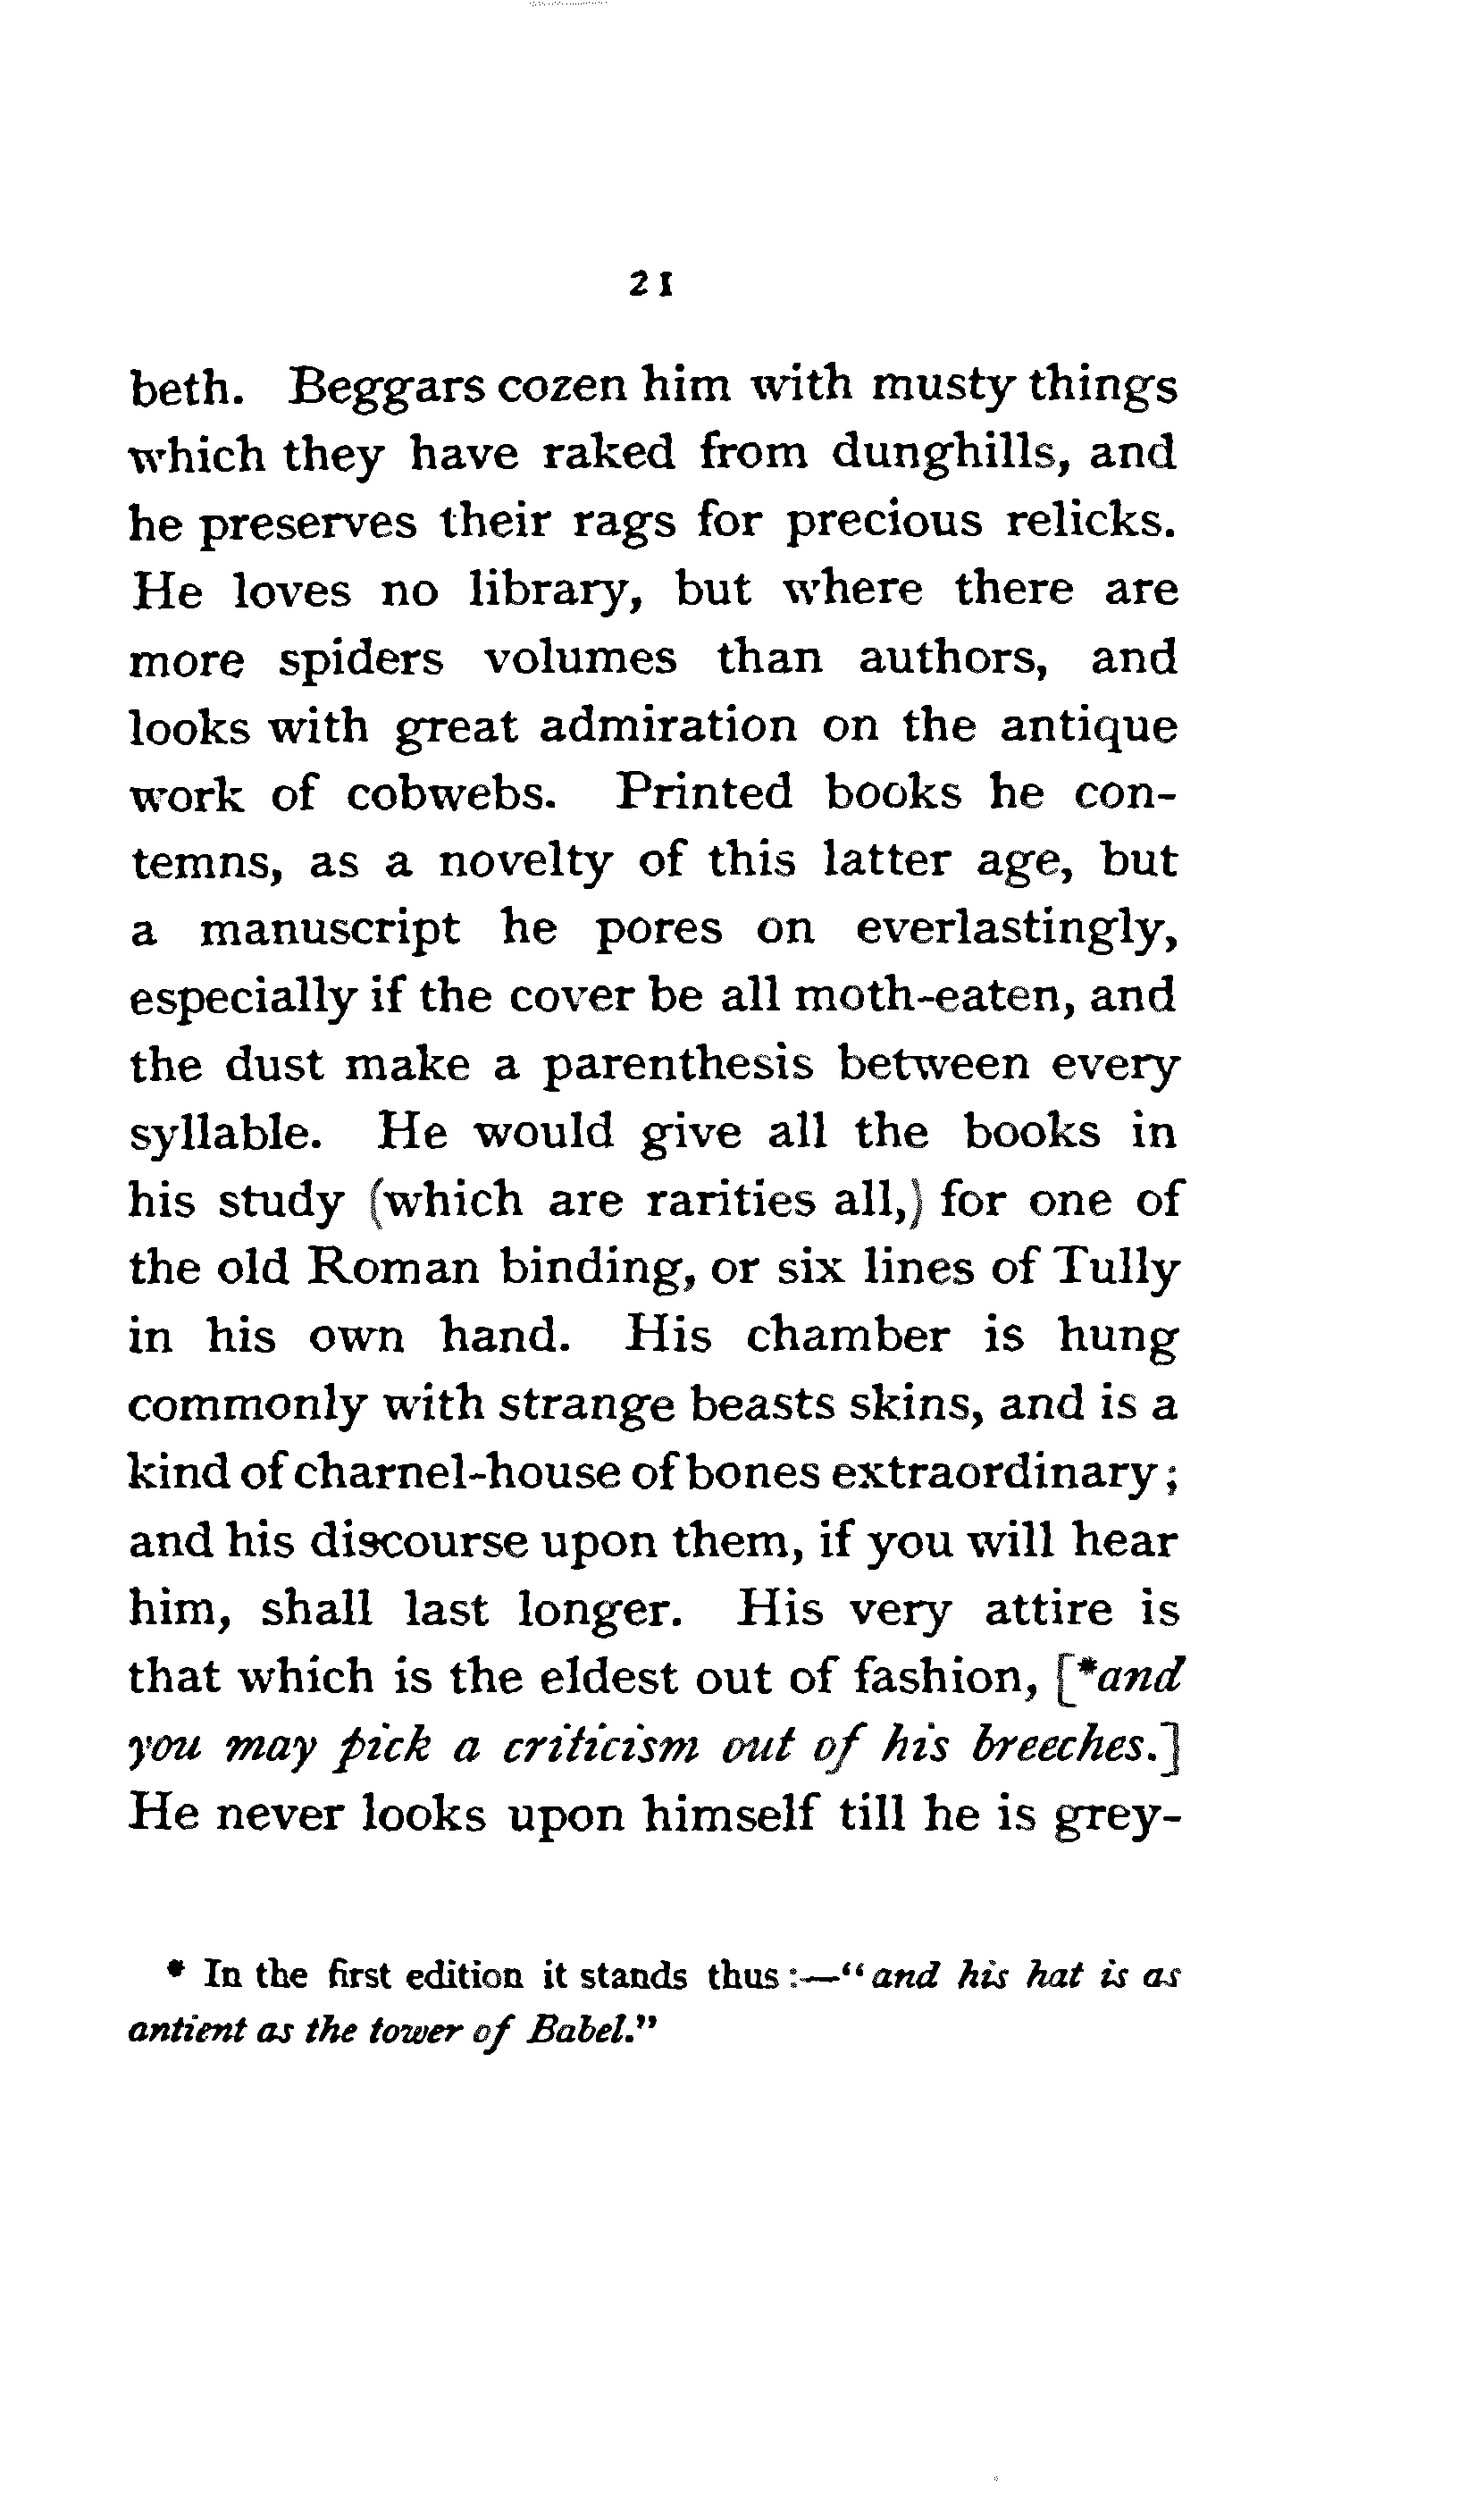 21
beth. Beggars cozen him with musty things
which they have raked from dunghills, and
he preserves their rags for precious relicks.
He loves no library, but where there are
more spiders volumes than authors, and
looks with great admiration on the antique
work of cobwebs. Printed books he con-
temns, as a novelty of this latter age, but
a manuscript he pores on everlastingly,
especially if the cover be all moth-eaten, and
the dust make a parenthesis between every
syllable. He would give all the books in
his study (which are rarities all,) for one of
the old Roman binding, or six lines of Tully
in his own hand. His chamber is hung
commonly with strange beasts skins, and is a
kind of charnel-house of bones extraordinary;
and his discourse upon them, if you will hear
him, shall last longer. His very attire is
that which is the eldest out of fashion, [*and
you may pick a criticism out of his breeches.]
He never looks upon himself till he is grey-
* In the first edition it stands thus:—"and his hat is as
antient as the tower of Babel."